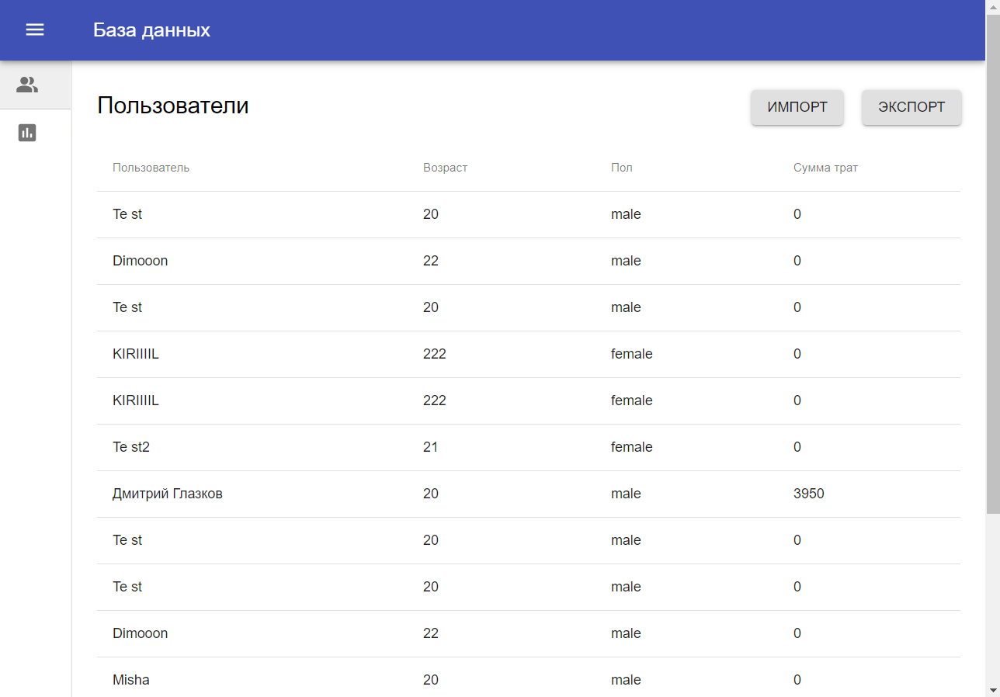 База данных
Пользователи ИМПОРТ ЭКСПОРТ
Пользователь Возраст Пол Сумма трат
Te st 20 male 0
Dimooon 22 male 0
Te st 20 male 0
KIRIIIIL 222 female 0
KIRIIIIL 222 female 0
Te st2 21 female 0
Дмитрий Глазков 20 male 3950
Te st 20 male 0
Te st 20 male 0
Dimooon 22 male 0
Misha 20 male 0